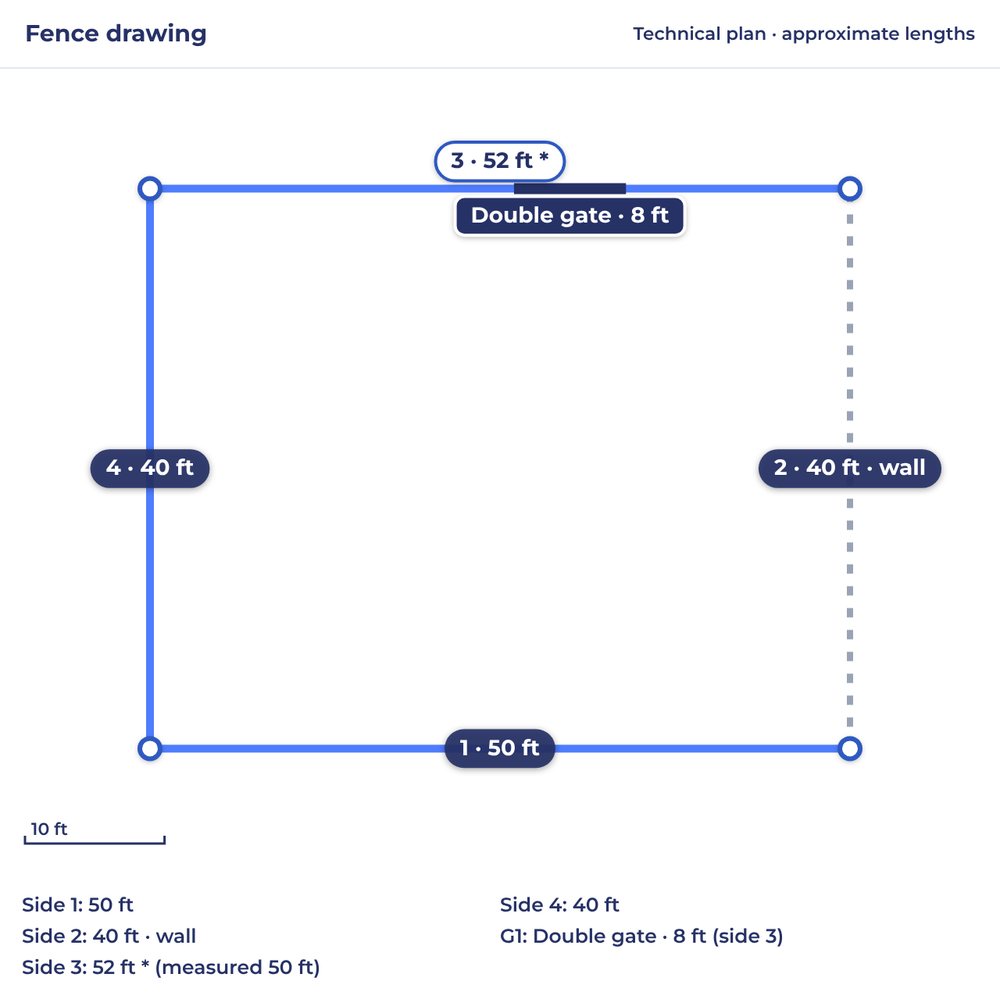 Fence drawing
Technical plan · approximate lengths
3 · 52 ft *
Double gate · 8 ft
4 · 40 ft
2 · 40 ft · wall
1 · 50 ft
10 ft
Side 1: 50 ft
Side 2: 40 ft · wall
Side 3: 52 ft * (measured 50 ft)
Side 4: 40 ft
G1: Double gate · 8 ft (side 3)